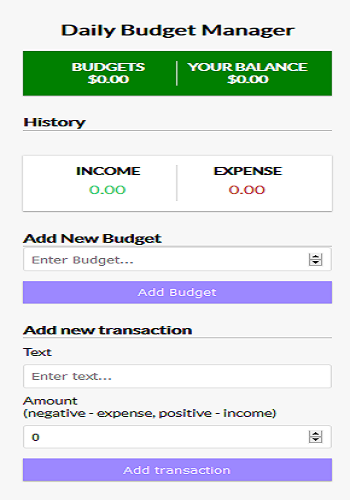 Daily Budget Manager
BUDGETS YOUR BALANCE
$0.00 $0.00
History
INCOME EXPENSE
0.00 0.00
Add New Budget
Enter Budget...
Add Budget
Add new transaction
Text
Enter text...
Amount
(negative - expense, positive - income)
0
Add transaction